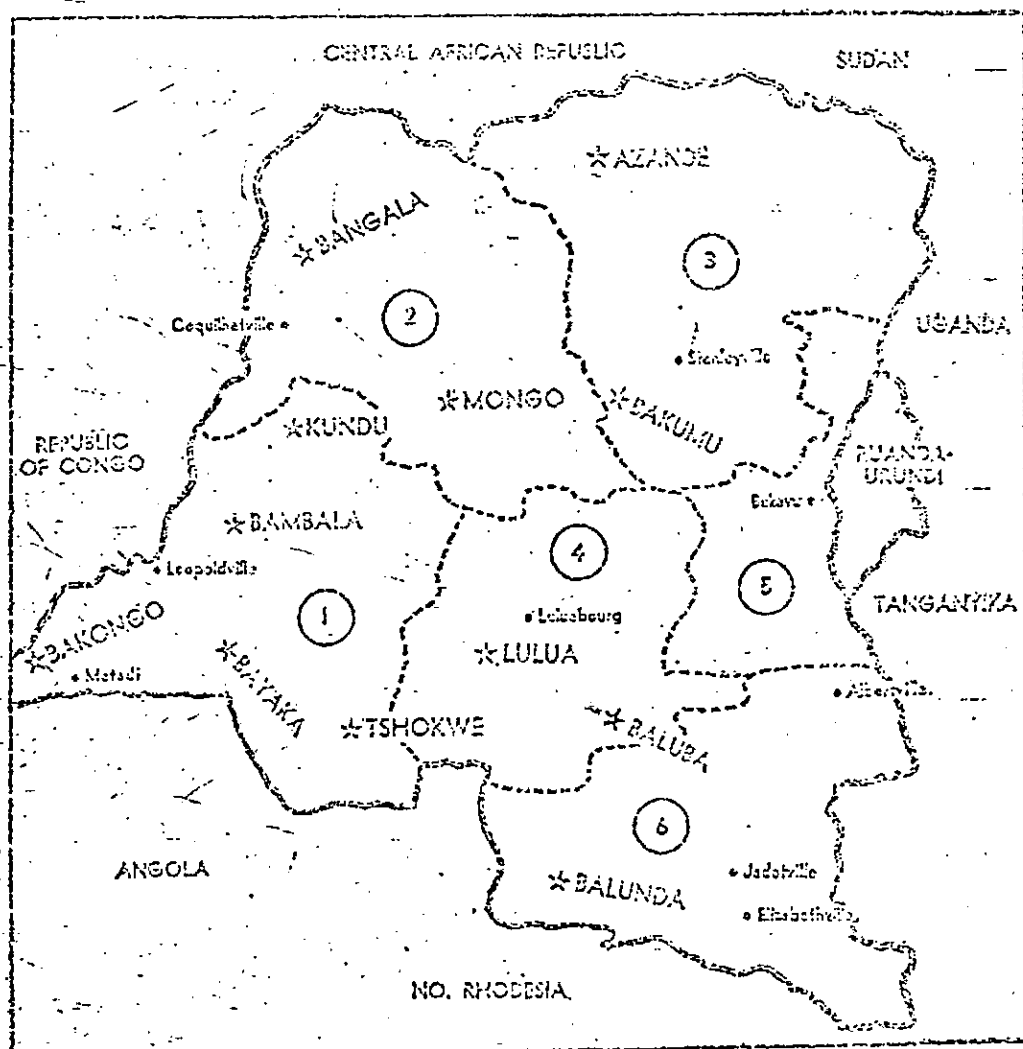 CENTRAL AFRICAN REPUBLIC
SUDAN
AZANDE
BANGALA
3
2
Coquilhatville
UGANDA
Stanleyville
MONGO
BAKUMU
KUNDU
REPUBLIC
OF CONGO
RUANDA-
URUNDI
Bukavu
BAMBALA
4
Leopoldville
5
TANGANYIKA
Luluabourg
1
BAKONGO
LULUA
Matadi
BAYAKA
Albertville
TSHOKWE
BALUBA
6
ANGOLA
Jadotville
BALUNDA
Elisabethville
NO. RHODESIA